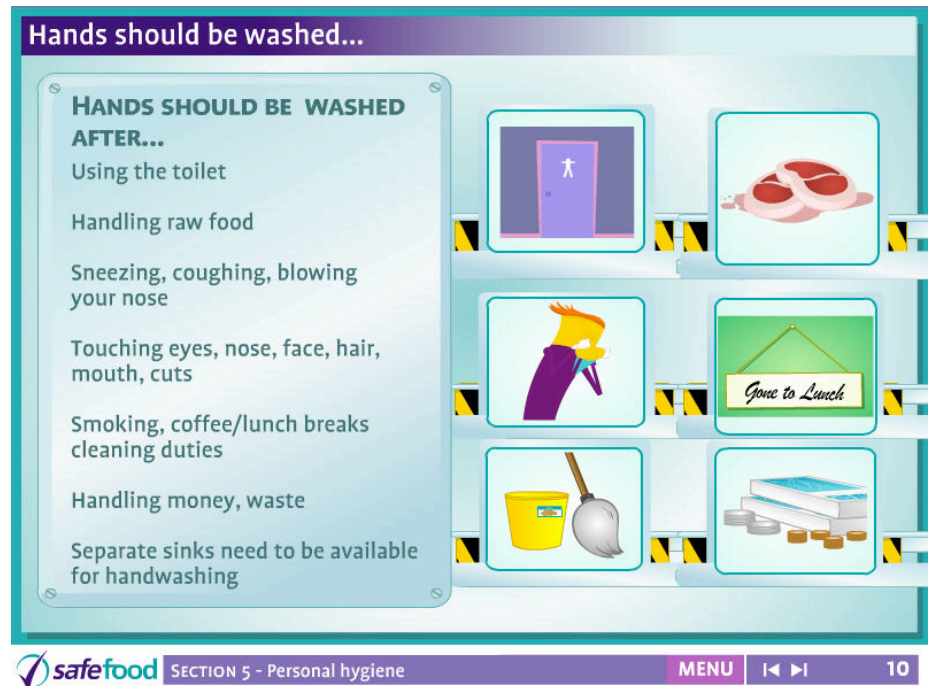 Hands should be washed...
HANDS SHOULD BE WASHED
AFTER...
Using the toilet
Handling raw food
Sneezing, coughing, blowing
your nose
Touching eyes, nose, face, hair,
mouth, cuts
Smoking, coffee/lunch breaks
cleaning duties
Handling money, waste
Separate sinks need to be available
for handwashing
Gone to Lunch
safefood SECTION 5 - Personal hygiene MENU 10